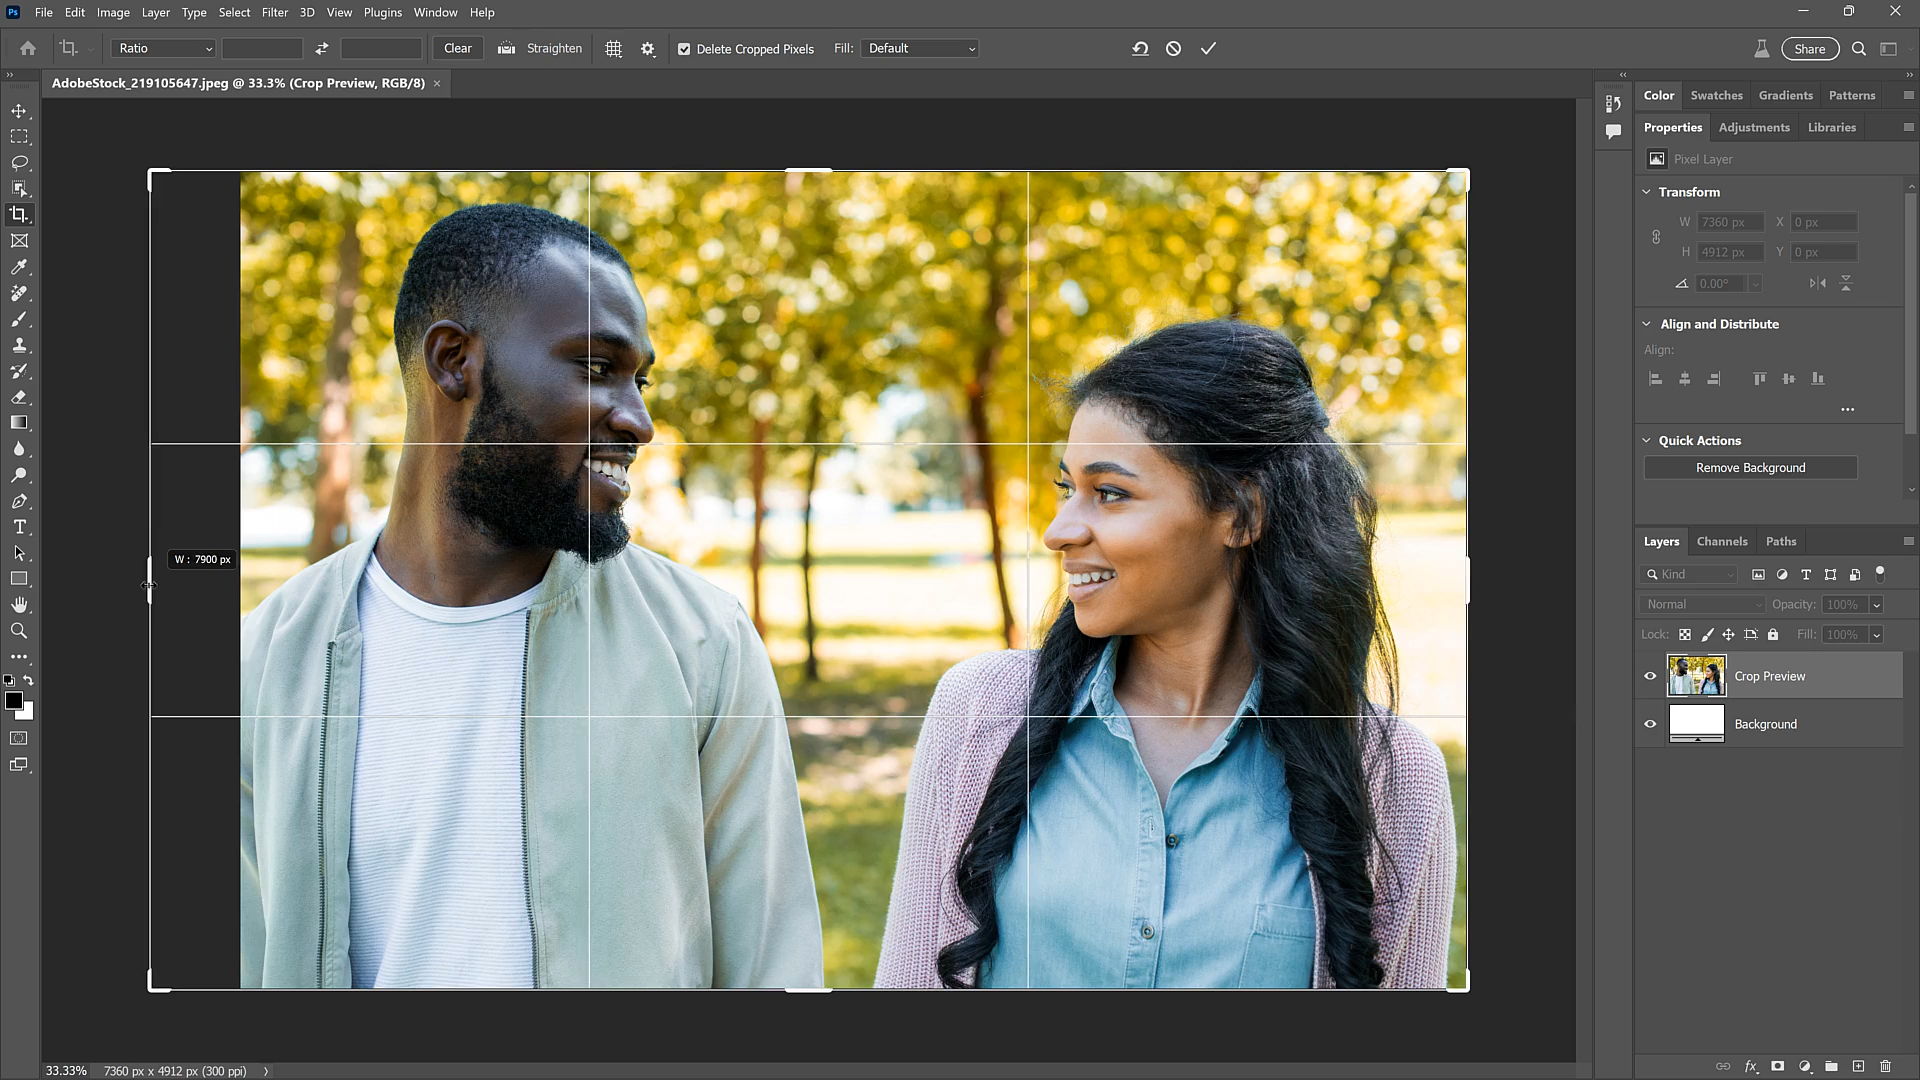 Ps File Edit Image Layer Type Select Filter 3D View Plugins Window Help
Ratio Clear Straighten Delete Cropped Pixels Fill: Default Share
AdobeStock_219105647.jpeg @ 33.3% (Crop Preview, RGB/8) ×
Color Swatches Gradients Patterns
Properties Adjustments Libraries
Pixel Layer
Transform
W 7360 px X 0 px
H 4912 px Y 0 px
0.00°
Align and Distribute
Align:
Quick Actions
Remove Background
W : 7900 px
Layers Channels Paths
Kind
Normal Opacity: 100%
Lock: Fill: 100%
Crop Preview
Background
33.33% 7360 px x 4912 px (300 ppi)